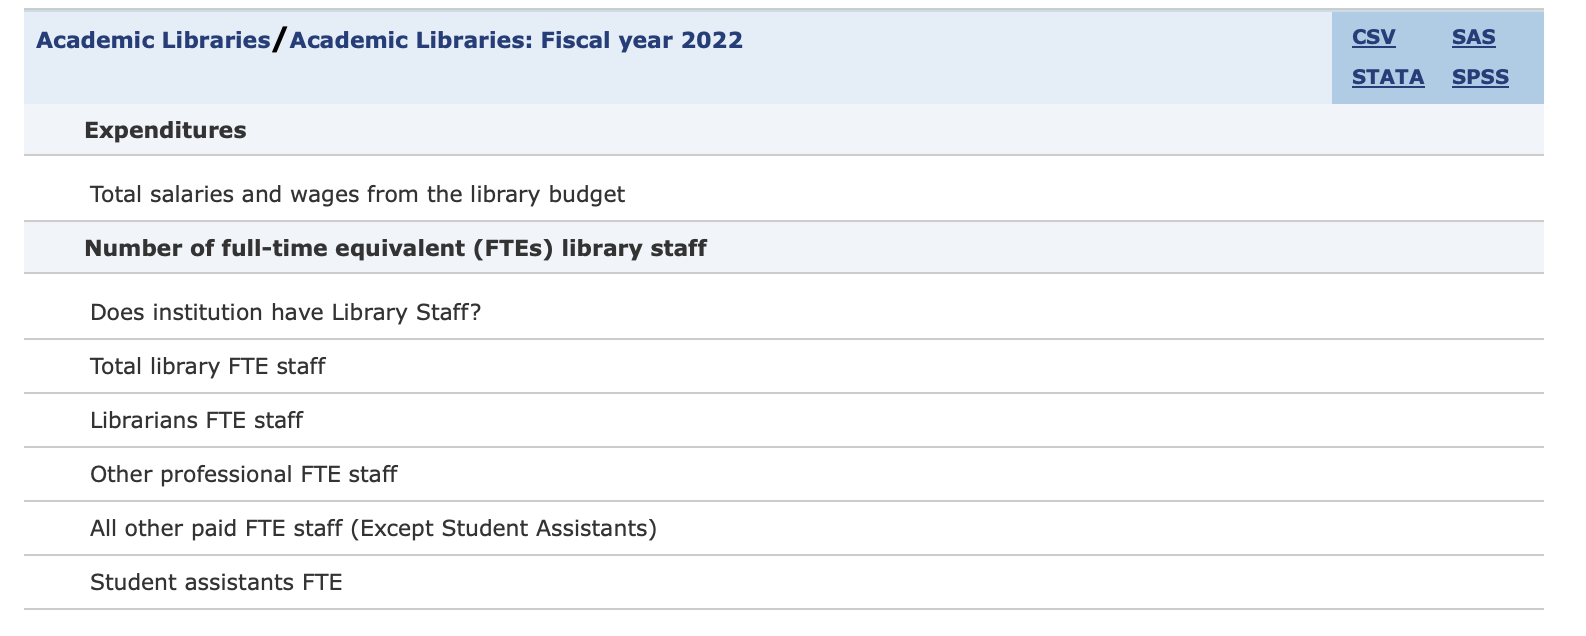 Academic Libraries/Academic Libraries: Fiscal year 2022
CSV SAS
STATA SPSS
Expenditures
Total salaries and wages from the library budget
Number of full-time equivalent (FTEs) library staff
Does institution have Library Staff?
Total library FTE staff
Librarians FTE staff
Other professional FTE staff
All other paid FTE staff (Except Student Assistants)
Student assistants FTE